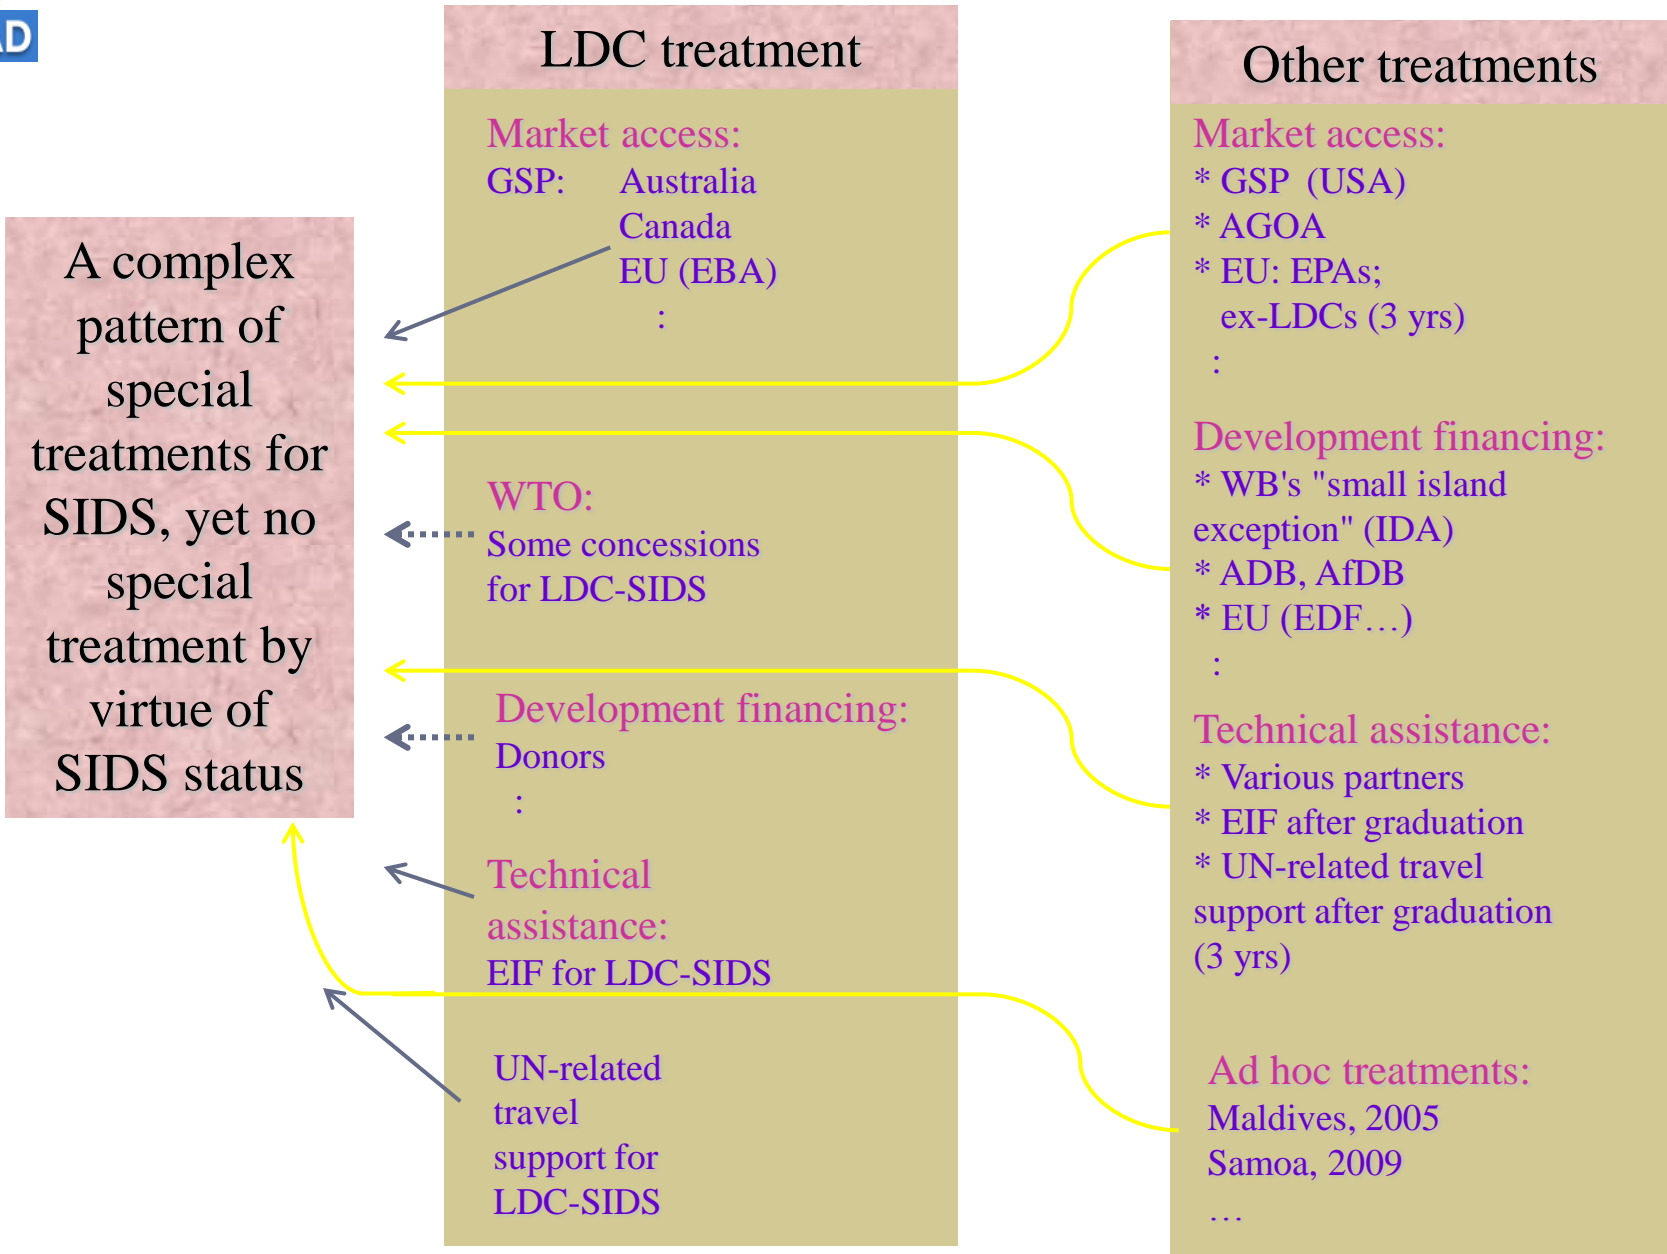 AD
A complex
pattern of
special
treatments for
SIDS, yet no
special
treatment by
virtue of
SIDS status
LDC treatment
Market access:
GSP: Australia
Canada
EU (EBA)
:
WTO:
Some concessions
for LDC-SIDS
Development financing:
Donors
:
Technical
assistance:
EIF for LDC-SIDS
UN-related
travel
support for
LDC-SIDS
Other treatments
Market access:
* GSP (USA)
* AGOA
* EU: EPAs;
ex-LDCs (3 yrs)
:
Development financing:
* WB's "small island
exception" (IDA)
* ADB, AfDB
* EU (EDF…)
:
Technical assistance:
* Various partners
* EIF after graduation
* UN-related travel
support after graduation
(3 yrs)
Ad hoc treatments:
Maldives, 2005
Samoa, 2009
…